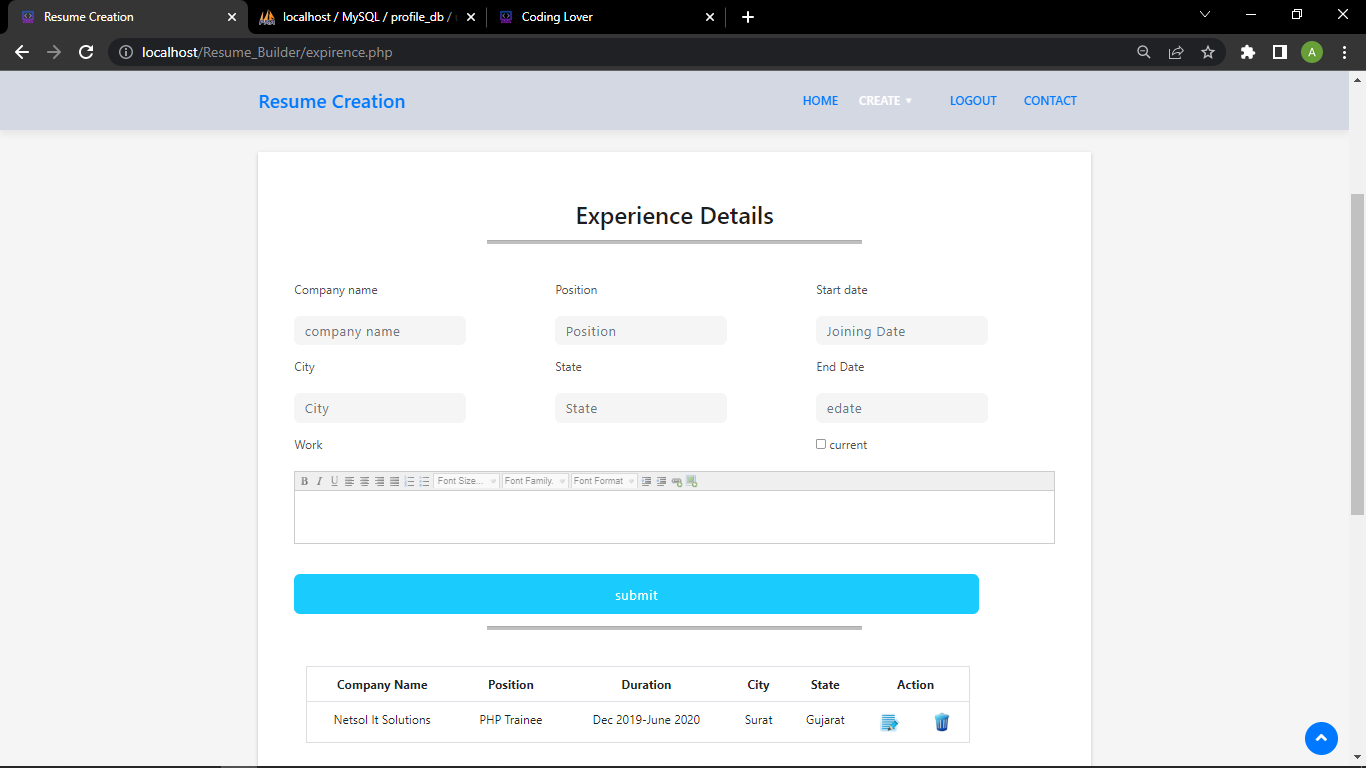 Resume Creation
localhost / MySQL / profile_db /
Coding Lover
localhost/Resume_Builder/expirence.php
A
Resume Creation
HOME
CREATE
LOGOUT
CONTACT
Experience Details
Company name
Position
Start date
company name
Position
Joining Date
City
State
End Date
City
State
edate
Work
current
B I U
Font Size...
Font Family.
Font Format
submit
Company Name Position Duration City State Action
Netsol It Solutions PHP Trainee Dec 2019-June 2020 Surat Gujarat